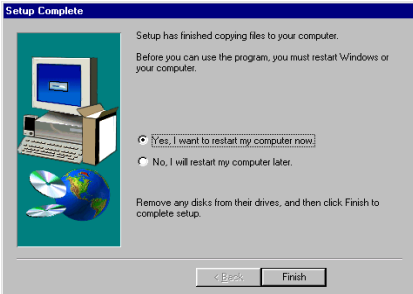 Setup Complete
Setup has finished copying files to your computer.
Before you can use the program, you must restart Windows or
your computer.
Yes, I want to restart my computer now.
No, I will restart my computer later.
Remove any disks from their drives, and then click Finish to
complete setup.
< Back
Finish